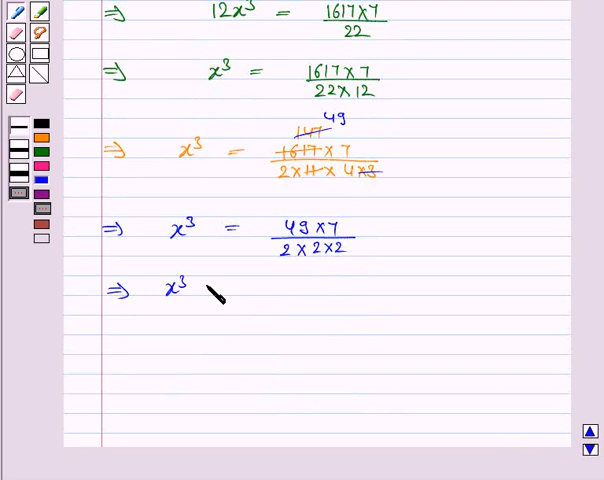 ⇒ 12x³ = 1617×7/22
⇒ x³ = 1617×7/22×12
49
147
⇒ x³ = 1617×7/2×11×4×3
⇒ x³ = 49×7/2×2×2
⇒ x³